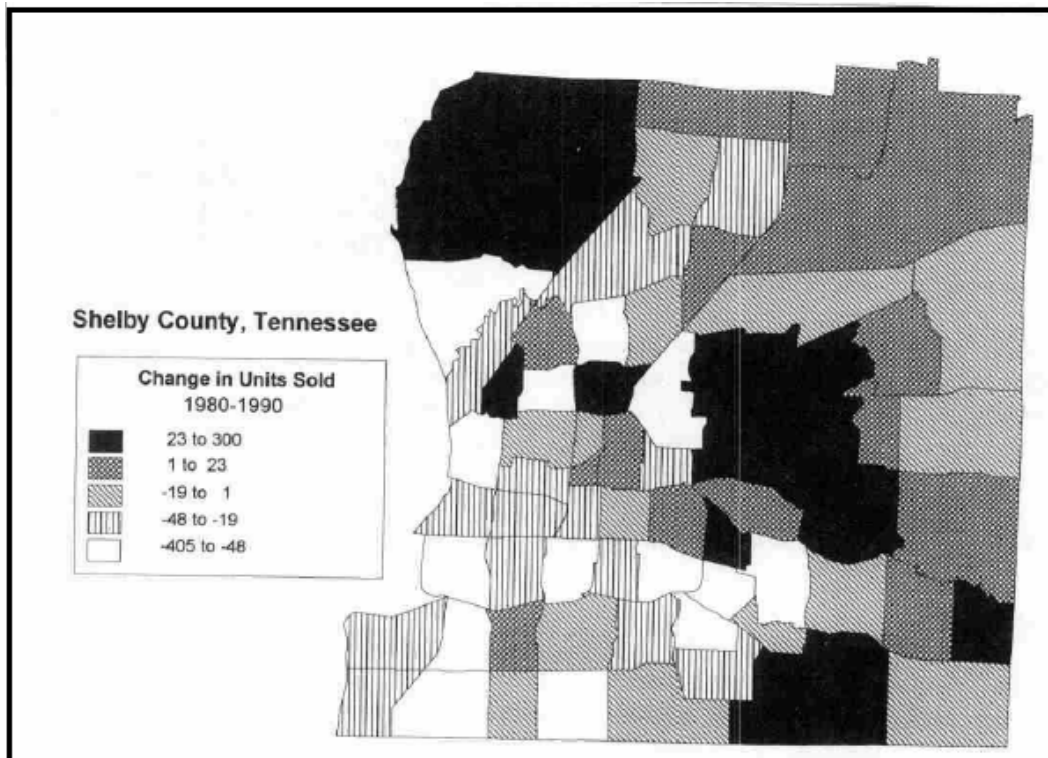 Shelby County, Tennessee
Change in Units Sold
1980-1990
23 to 300
1 to 23
-19 to 1
-48 to -19
-405 to -48